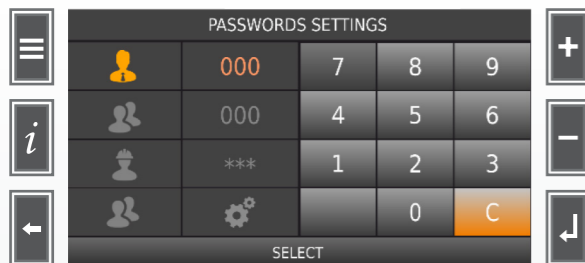 PASSWORDS SETTINGS
000 7 8 9 +
000 4 5 6
i *** 1 2 3 -
0 C
SELECT